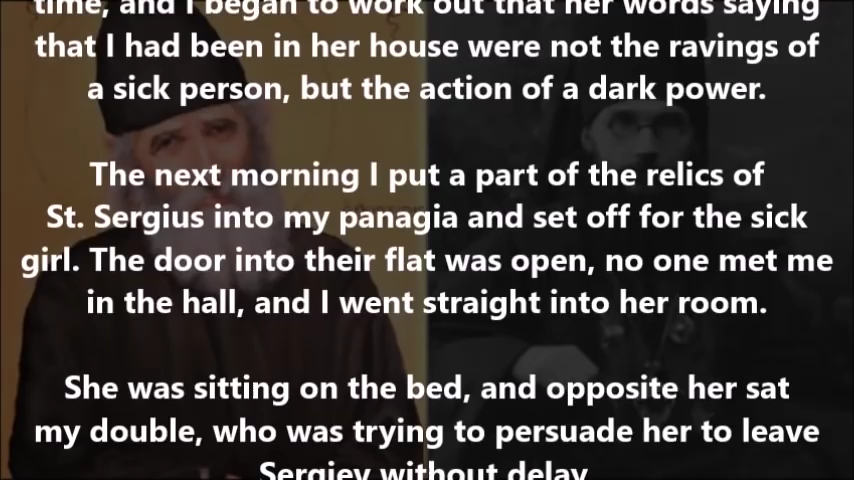 time, and I began to work out that her words saying
that I had been in her house were not the ravings of
a sick person, but the action of a dark power.
The next morning I put a part of the relics of
St. Sergius into my panagia and set off for the sick
girl. The door into their flat was open, no one met me
in the hall, and I went straight into her room.
She was sitting on the bed, and opposite her sat
my double, who was trying to persuade her to leave
Sergiev without delay